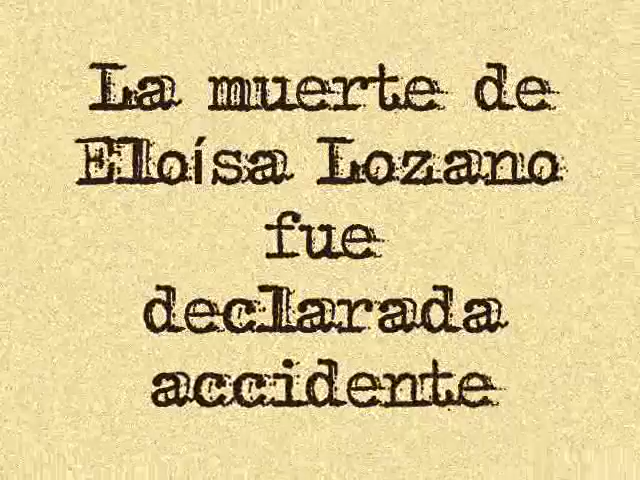 La muerte de
Eloísa Lozano
fue
declarada
accidente